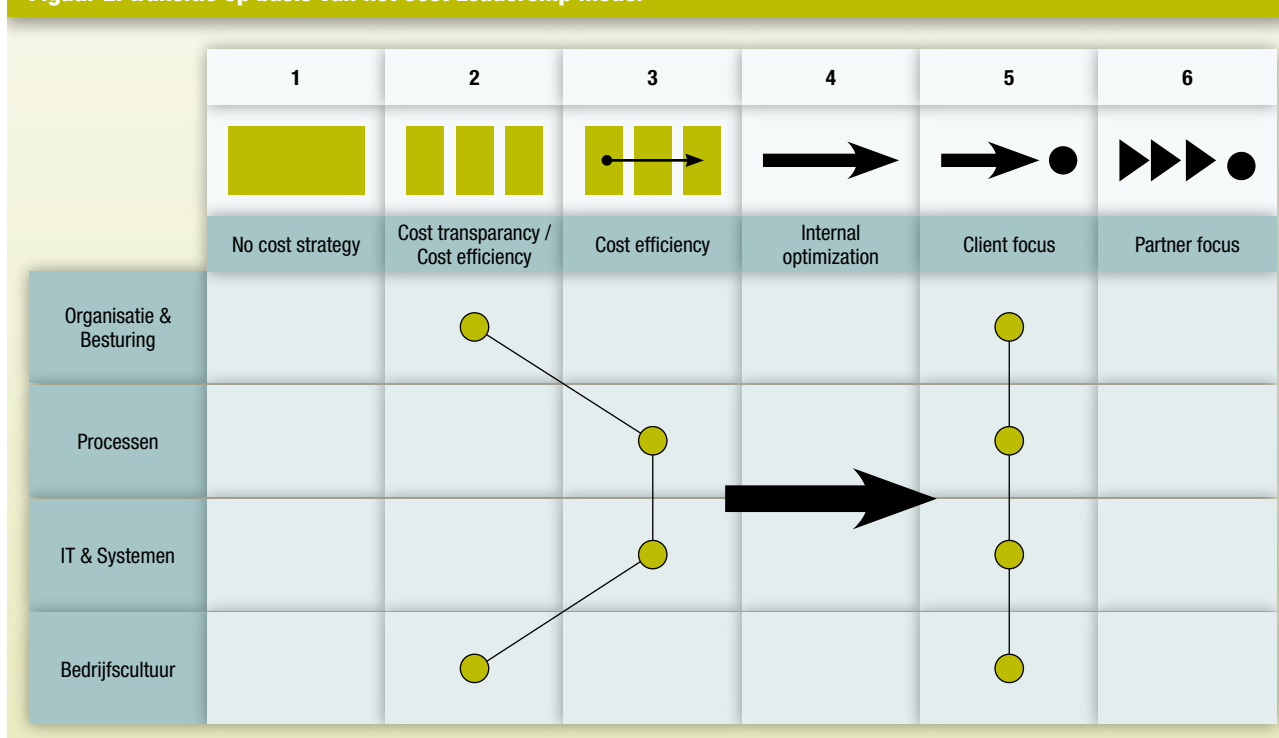 1 2 3 4 5 6
No cost strategy
Cost transparancy /
Cost efficiency
Cost efficiency
Internal
optimization
Client focus
Partner focus
Organisatie &
Besturing
Processen
IT & Systemen
Bedrijfscultuur